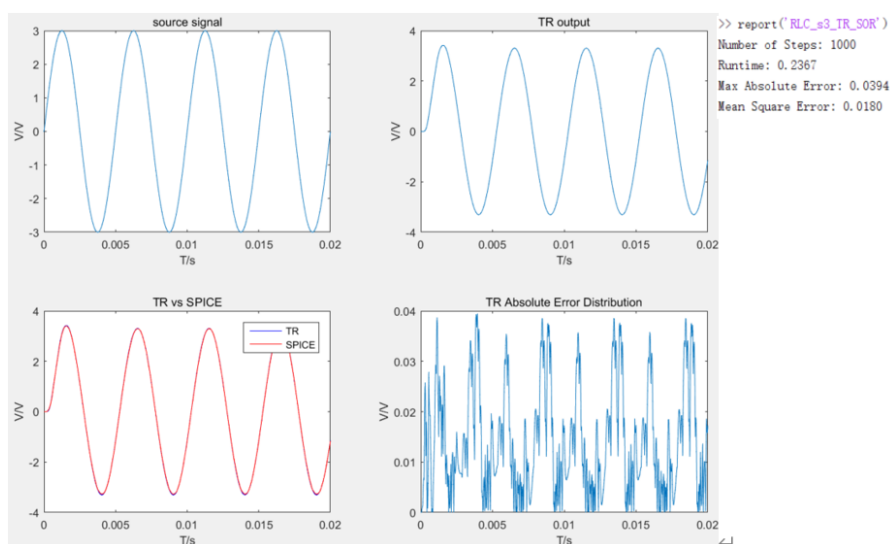 source signal
3
2
1
0
-1
-2
-3
V/V
0
0.005
0.01
0.015
0.02
T/s
TR output
4
2
0
-2
-4
V/V
0
0.005
0.01
0.015
0.02
T/s
>> report('RLC_s3_TR_SOR')
Number of Steps: 1000
Runtime: 0.2367
Max Absolute Error: 0.0394
Mean Square Error: 0.0180
TR vs SPICE
4
2
0
-2
-4
V/V
TR
SPICE
0
0.005
0.01
0.015
0.02
T/s
TR Absolute Error Distribution
0.04
0.03
0.02
0.01
0
V/V
0
0.005
0.01
0.015
0.02
T/s